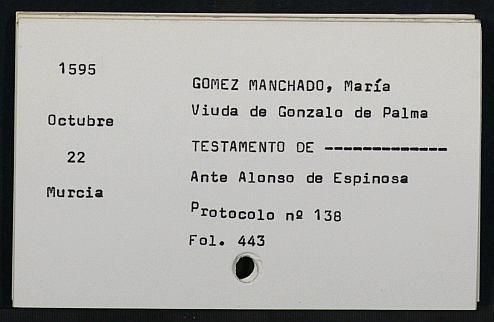 1595
Octubre
22
Murcia
GOMEZ MANCHADO, María
Viuda de Gonzalo de Palma
TESTAMENTO DE -------------
Ante Alonso de Espinosa
Protocolo nº 138
Fol. 443